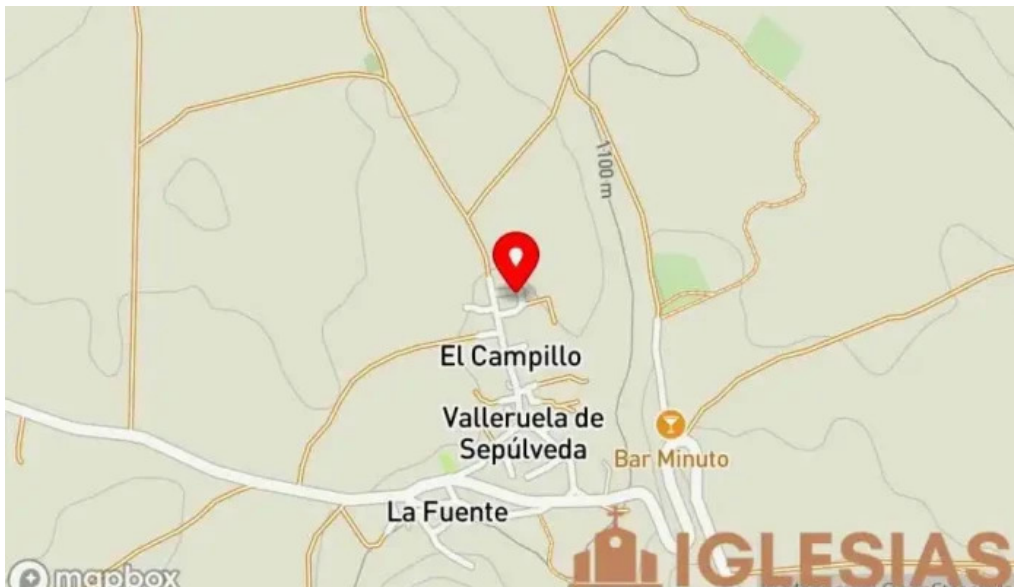 1100 m
El Campillo
Valleruela de
Sepúlveda
Bar Minuto
La Fuente
IGLESIAS
mapbox